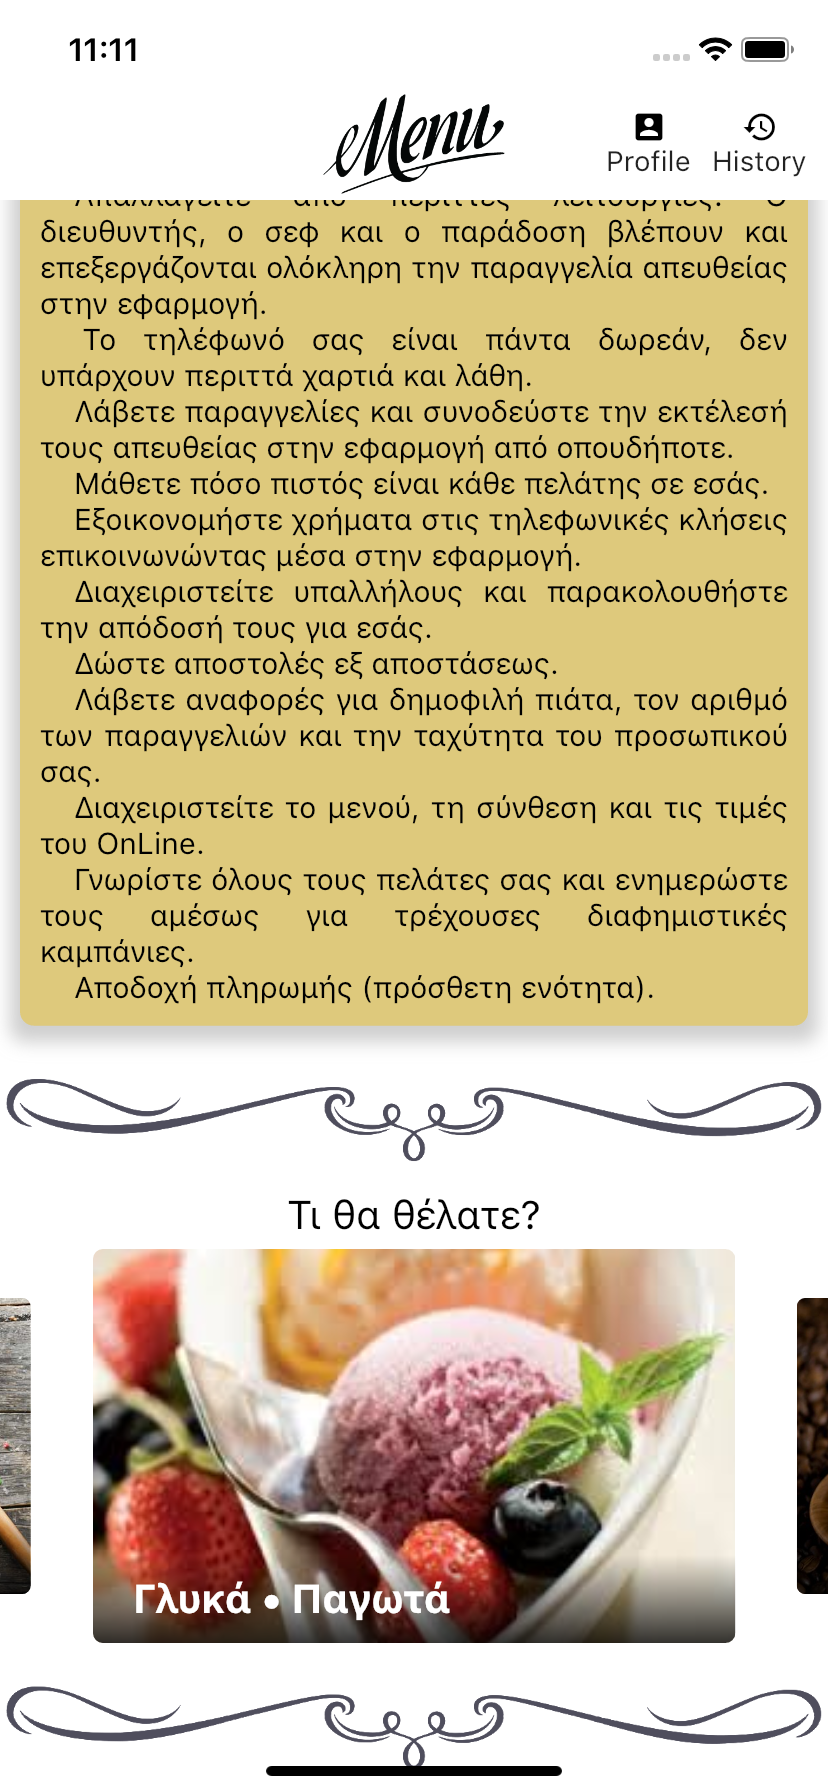 11:11
Menu
Profile
History
Απαλλαγείτε από περιττές λειτουργίες. Ο
διευθυντής, ο σεφ και ο παράδοση βλέπουν και
επεξεργάζονται ολόκληρη την παραγγελία απευθείας
στην εφαρμογή.
Το τηλέφωνό σας είναι πάντα δωρεάν, δεν
υπάρχουν περιττά χαρτιά και λάθη.
Λάβετε παραγγελίες και συνοδεύστε την εκτέλεσή
τους απευθείας στην εφαρμογή από οπουδήποτε.
Μάθετε πόσο πιστός είναι κάθε πελάτης σε εσάς.
Εξοικονομήστε χρήματα στις τηλεφωνικές κλήσεις
επικοινωνώντας μέσα στην εφαρμογή.
Διαχειριστείτε υπαλλήλους και παρακολουθήστε
την απόδοσή τους για εσάς.
Δώστε αποστολές εξ αποστάσεως.
Λάβετε αναφορές για δημοφιλή πιάτα, τον αριθμό
των παραγγελιών και την ταχύτητα του προσωπικού
σας.
Διαχειριστείτε το μενού, τη σύνθεση και τις τιμές
του OnLine.
Γνωρίστε όλους τους πελάτες σας και ενημερώστε
τους αμέσως για τρέχουσες διαφημιστικές
καμπάνιες.
Αποδοχή πληρωμής (πρόσθετη ενότητα).
Τι θα θέλατε?
Γλυκά • Παγωτά